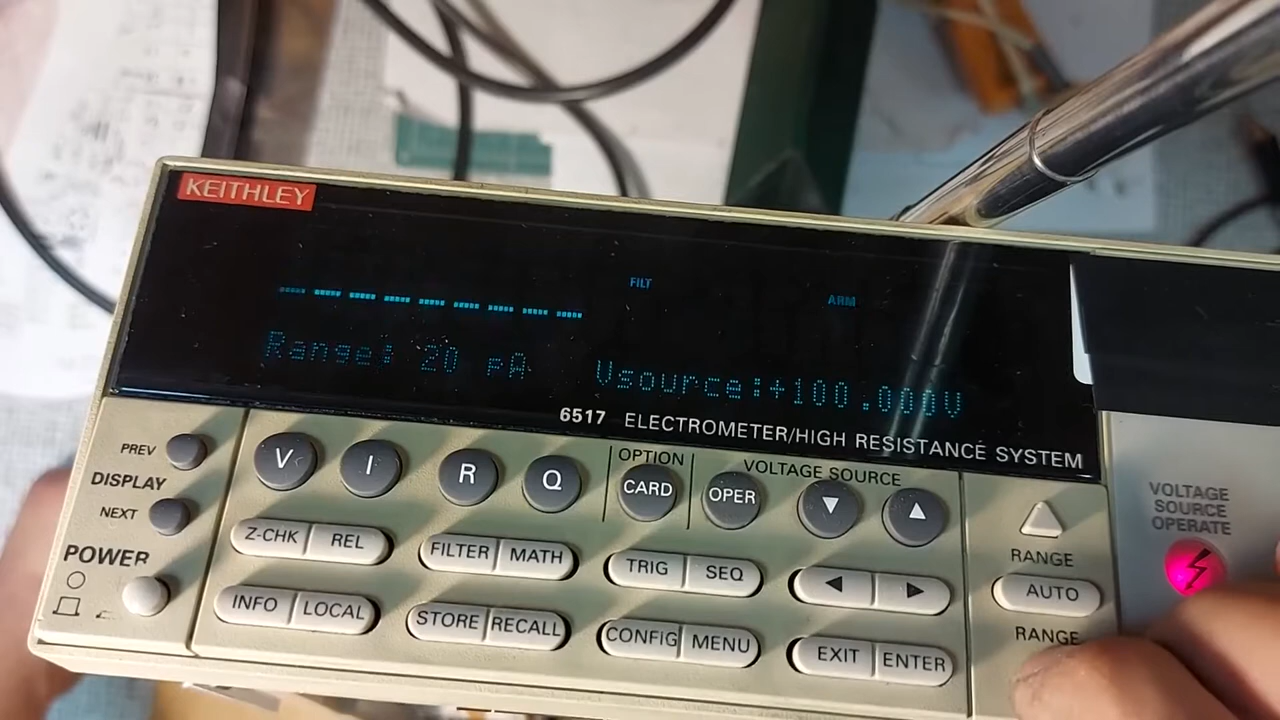 KEITHLEY
FILT
ARM
---------
Range: 20 pA Vsource:+100.000V
6517 ELECTROMETER/HIGH RESISTANCE SYSTEM
PREV
DISPLAY
NEXT
POWER
V
I
R
Q
OPTION
CARD
VOLTAGE SOURCE
OPER
▼
▲
Z-CHK
REL
FILTER
MATH
TRIG
SEQ
◀
▶
INFO
LOCAL
STORE
RECALL
CONFIG
MENU
EXIT
ENTER
△
RANGE
AUTO
RANGE
VOLTAGE
SOURCE
OPERATE